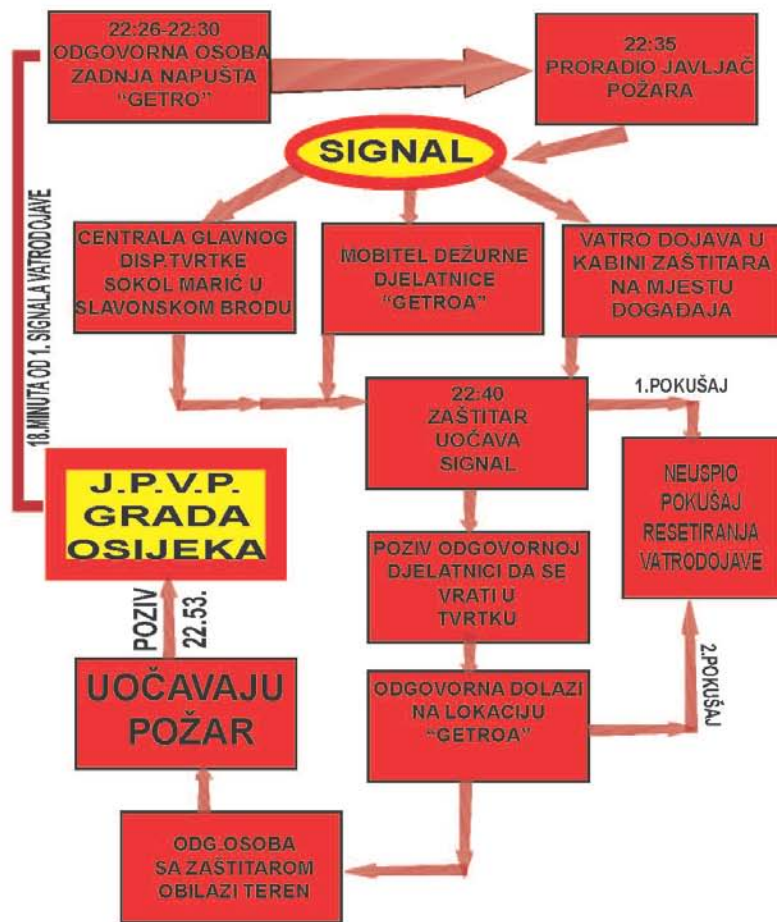 22:26-22:30
ODGOVORNA OSOBA
ZADNJA NAPUŠTA
“GETRO”
22:35
PRORADIO JAVLJAČ
POŽARA
SIGNAL
CENTRALA GLAVNOG
DISP.TVRTKE
SOKOL MARIĆ U
SLAVONSKOM BRODU
MOBITEL DEŽURNE
DJELATNICE
“GETROA”
VATRO DOJAVA U
KABINI ZAŠTITARA
NA MJESTU
DOGAĐAJA
18.MINUTA OD 1. SIGNALA VATRODOJAVE
22:40
ZAŠTITAR
UOČAVA
SIGNAL
1.POKUŠAJ
NEUSPIO
POKUŠAJ
RESETIRANJA
VATRODOJAVE
J.P.V.P.
GRADA
OSIJEKA
POZIV ODGOVORNOJ
DJELATNICI DA SE
VRATI U
TVRTKU
POZIV
22.53.
UOČAVAJU
POŽAR
ODGOVORNA DOLAZI
NA LOKACIJU
“GETROA”
2.POKUŠAJ
ODG.OSOBA
SA ZAŠTITAROM
OBILAZI TEREN